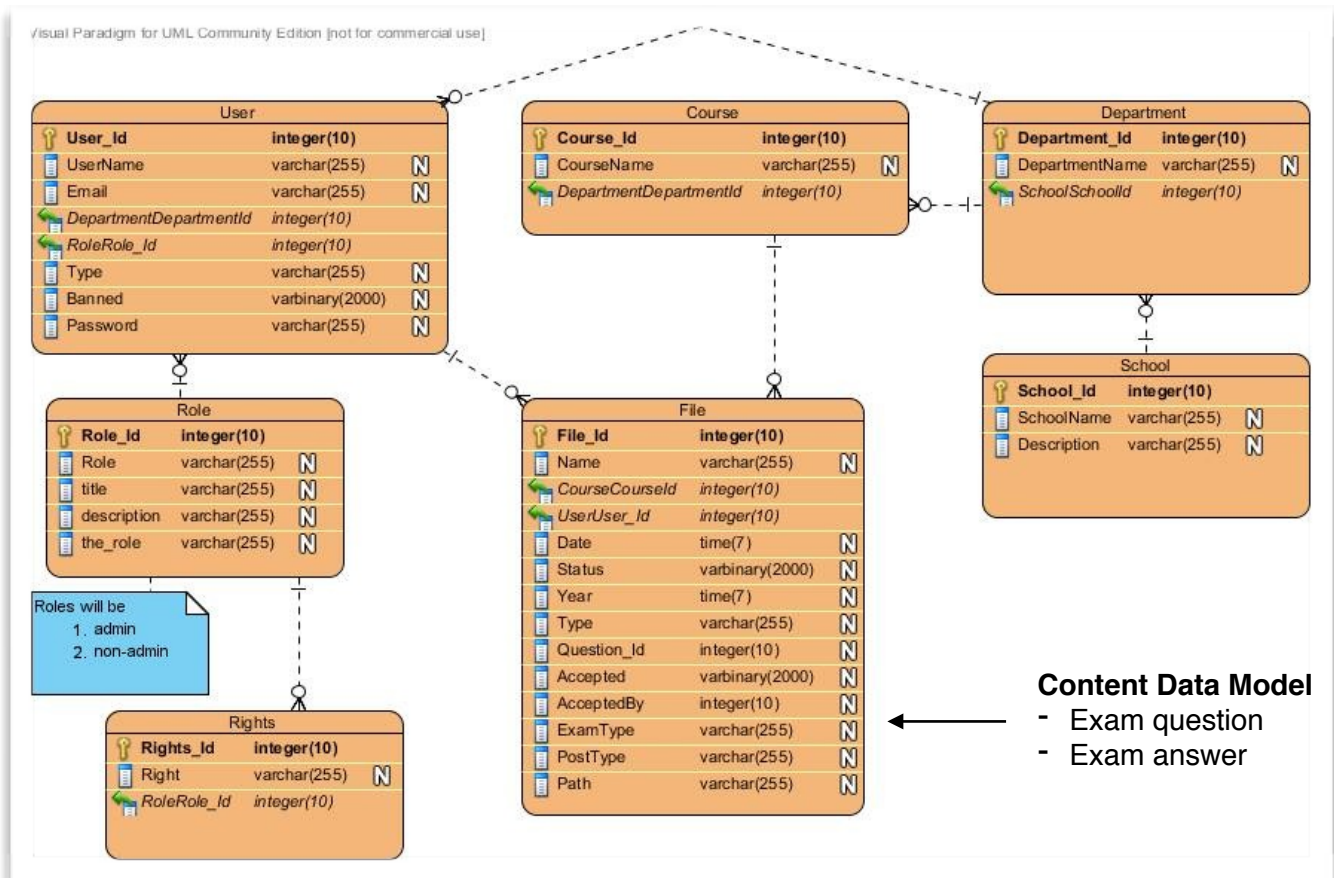 Visual Paradigm for UML Community Edition [not for commercial use]
User
User_Id integer(10)
UserName varchar(255) N
Email varchar(255) N
DepartmentDepartmentId integer(10)
RoleRole_Id integer(10)
Type varchar(255) N
Banned varbinary(2000) N
Password varchar(255) N
Course
Course_Id integer(10)
CourseName varchar(255) N
DepartmentDepartmentId integer(10)
Department
Department_Id integer(10)
DepartmentName varchar(255) N
SchoolSchoolId integer(10)
School
School_Id integer(10)
SchoolName varchar(255) N
Description varchar(255) N
Role
Role_Id integer(10)
Role varchar(255) N
title varchar(255) N
description varchar(255) N
the_role varchar(255) N
File
File_Id integer(10)
Name varchar(255) N
CourseCourseId integer(10)
UserUser_Id integer(10)
Date time(7) N
Status varbinary(2000) N
Year time(7) N
Type varchar(255) N
Question_Id integer(10) N
Accepted varbinary(2000) N
AcceptedBy integer(10) N
ExamType varchar(255) N
PostType varchar(255) N
Path varchar(255) N
Roles will be
1. admin
2. non-admin
Rights
Rights_Id integer(10)
Right varchar(255) N
RoleRole_Id integer(10)
Content Data Model
- Exam question
- Exam answer